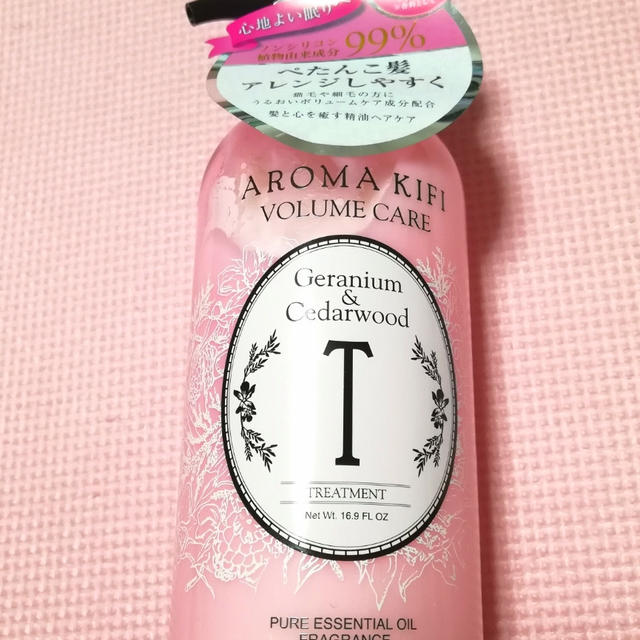 心地よい眠り
ノンシリコン
植物由来成分 99%
ぺたんこ髪
アレンジしやすく
猫毛や細毛の方に
うるおいボリュームケア成分配合
髪と心を癒す精油ヘアケア
AROMA KIFI
VOLUME CARE
Geranium
&
Cedarwood
T
TREATMENT
Net Wt. 16.9 FL OZ
PURE ESSENTIAL OIL
FRAGRANCE